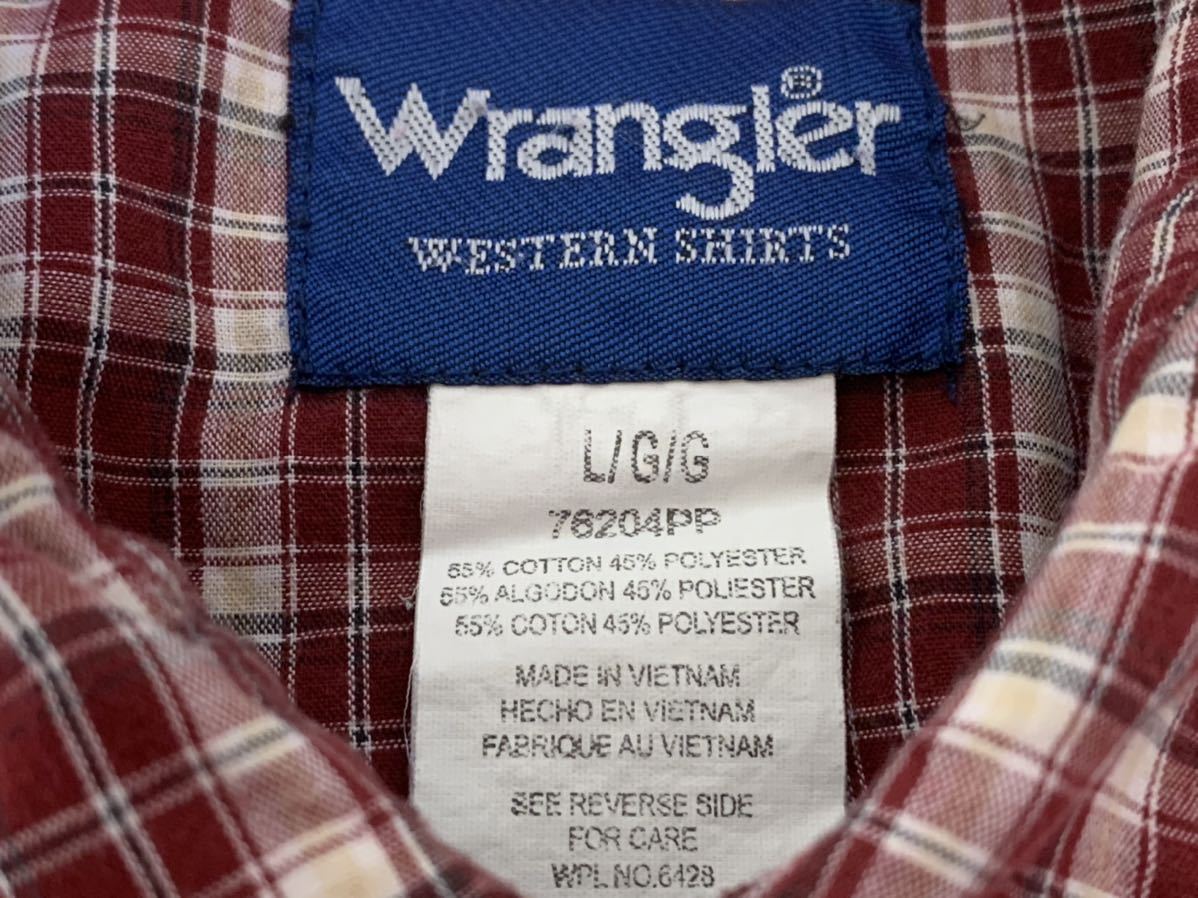 Wrangler®
WESTERN SHIRTS
L/G/G
76204PP
55% COTTON 45% POLYESTER
55% ALGODON 45% POLIESTER
55% COTON 45% POLYESTER
MADE IN VIETNAM
HECHO EN VIETNAM
FABRIQUE AU VIETNAM
SEE REVERSE SIDE
FOR CARE
WPL NO.6428